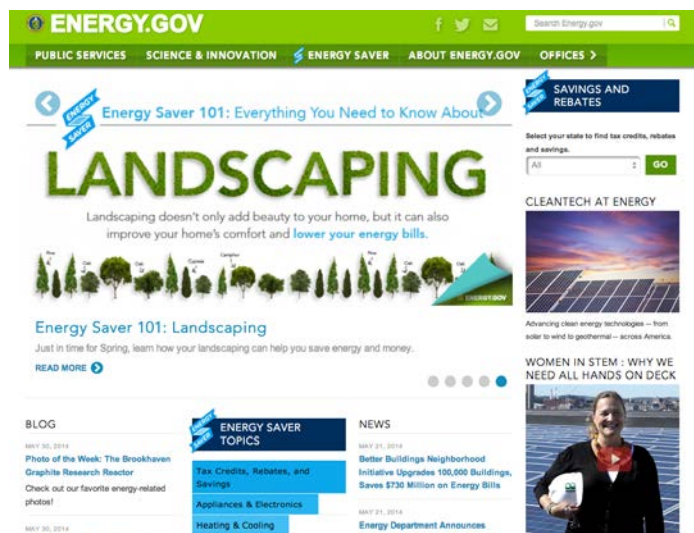 ENERGY.GOV
Search Energy.gov
PUBLIC SERVICES SCIENCE & INNOVATION ENERGY SAVER ABOUT ENERGY.GOV OFFICES >
ENERGY SAVER
Energy Saver 101: Everything You Need to Know About
LANDSCAPING
Landscaping doesn't only add beauty to your home, but it can also
improve your home's comfort and lower your energy bills.
ENERGY.GOV
Energy Saver 101: Landscaping
Just in time for Spring, learn how your landscaping can help you save energy and money.
READ MORE
ENERGY SAVER
SAVINGS AND
REBATES
Select your state to find tax credits, rebates
and savings.
All
GO
CLEANTECH AT ENERGY
Advancing clean energy technologies -- from
solar to wind to geothermal -- across America.
WOMEN IN STEM : WHY WE
NEED ALL HANDS ON DECK
BLOG
MAY 30, 2014
Photo of the Week: The Brookhaven
Graphite Research Reactor
Check out our favorite energy-related
photos!
MAY 30, 2014
ENERGY SAVER
ENERGY SAVER
TOPICS
Tax Credits, Rebates, and
Savings
Appliances & Electronics
Heating & Cooling
NEWS
MAY 21, 2014
Better Buildings Neighborhood
Initiative Upgrades 100,000 Buildings,
Saves $730 Million on Energy Bills
MAY 21, 2014
Energy Department Announces